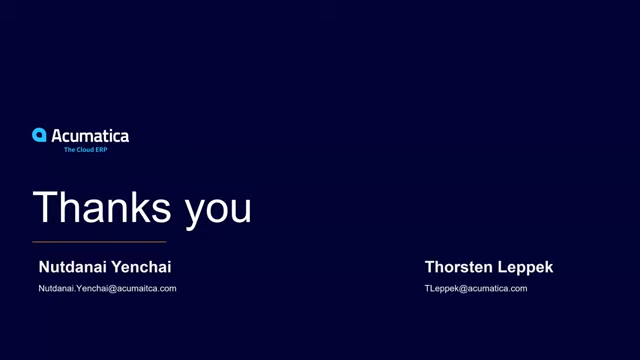 Acumatica
The Cloud ERP
Thanks you
Nutdanai Yenchai
Nutdanai.Yenchai@acumaitca.com
Thorsten Leppek
TLeppek@acumatica.com